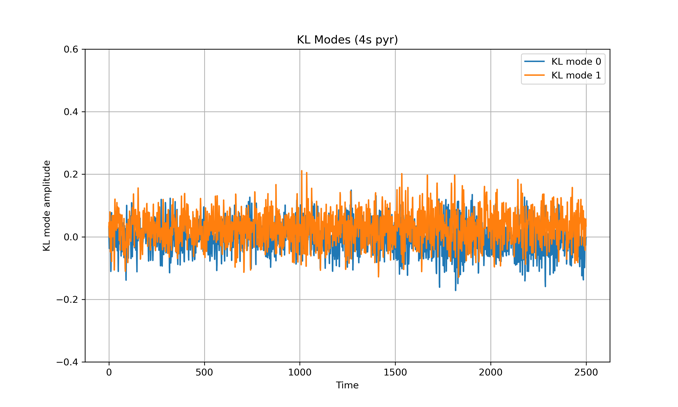 KL Modes (4s pyr)
KL mode 0
KL mode 1
KL mode amplitude
0.6
0.4
0.2
0.0
−0.2
−0.4
0 500 1000 1500 2000 2500
Time